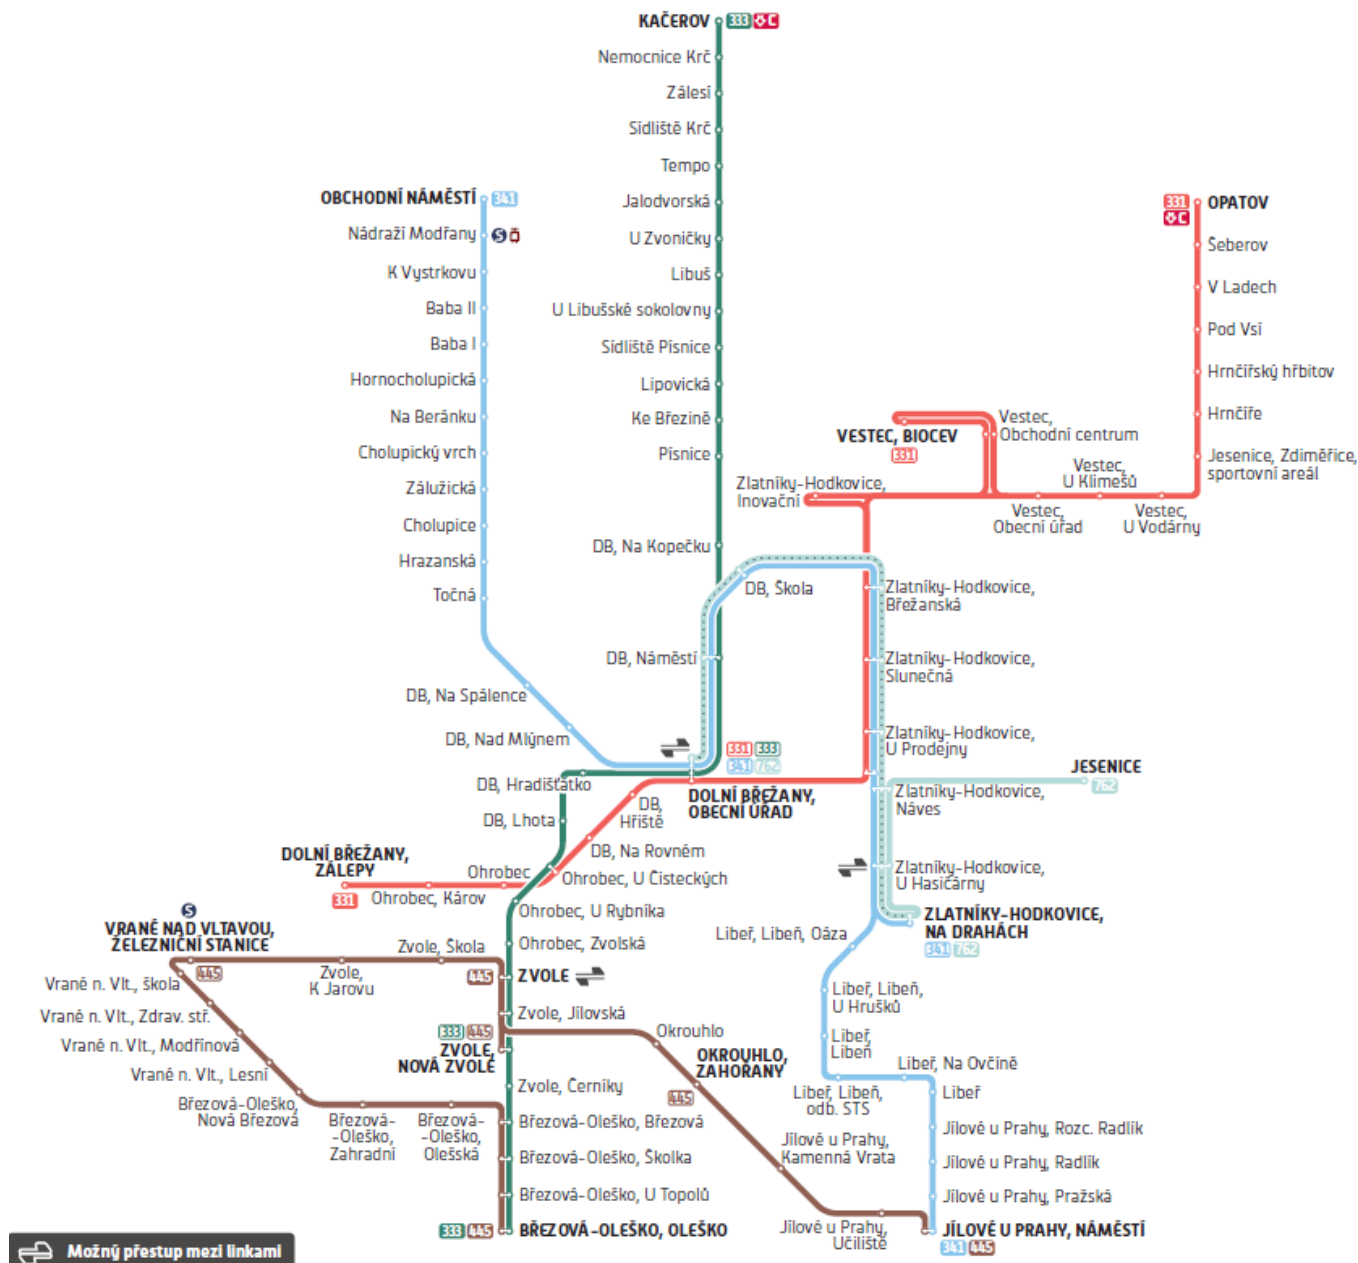 KAČEROV 333 C
Nemocnice Krč
Zálesí
Sídliště Krč
Tempo
Jalodvorská
U Zvoničky
Libuš
U Libušské sokolovny
Sídliště Písnice
Lipovická
Ke Březině
Písnice
DB, Na Kopečku
DB, Náměstí
OBCHODNÍ NÁMĚSTÍ 341
Nádraží Modřany S
K Vystrkovu
Baba II
Baba I
Hornocholupická
Na Beránku
Cholupický vrch
Zálužická
Cholupice
Hrazanská
Točná
DB, Na Spálence
DB, Nad Mlýnem
331 OPATOV
C
Šeberov
V Ladech
Pod Vsí
Hrnčířský hřbitov
Hrnčíře
Jesenice, Zdiměřice,
sportovní areál
Vestec,
U Vodárny
Vestec,
U Klimešů
Vestec,
Obecní úřad
Vestec,
Obchodní centrum
VESTEC, BIOCEV
331
Zlatníky-Hodkovice,
Inovační
DB, Škola
Zlatníky-Hodkovice,
Břežanská
Zlatníky-Hodkovice,
Slunečná
Zlatníky-Hodkovice,
U Prodejny
JESENICE
762
Zlatníky-Hodkovice,
Náves
Zlatníky-Hodkovice,
U Hasičárny
ZLATNÍKY-HODKOVICE,
NA DRAHÁCH
341 762
331 333
341 762
DOLNÍ BŘEŽANY,
OBECNÍ ÚŘAD
DB, Hradišťátko
DB, Lhota
DB,
Hřiště
DB, Na Rovném
Ohrobec, U Čisteckých
Ohrobec
Ohrobec, Károv
DOLNÍ BŘEŽANY,
ZÁLEPY
331
Ohrobec, U Rybníka
Ohrobec, Zvolská
S
VRANÉ NAD VLTAVOU,
ŽELEZNIČNÍ STANICE
445
Zvole,
K Jarovu
Zvole, Škola
445 ZVOLE
Zvole, Jílovská
333 445
ZVOLE,
NOVÁ ZVOLE
Zvole, Černíky
Vrané n. Vlt., škola
Vrané n. Vlt., Zdrav. stř.
Vrané n. Vlt., Modřínová
Vrané n. Vlt., Lesní
Březová-Oleško,
Nová Březová
Březová-
-Oleško,
Zahradní
Březová-
-Oleško,
Olešská
Březová-Oleško, Březová
Březová-Oleško, Školka
Březová-Oleško, U Topolů
333 445 BŘEZOVÁ-OLEŠKO, OLEŠKO
Okrouhlo
OKROUHLO,
ZAHOŘANY
445
Jílové u Prahy,
Kamenná Vrata
Jílové u Prahy,
Učiliště
Libeř, Libeň, Oáza
Libeř, Libeň,
U Hrušků
Libeř,
Libeň
Libeř, Libeň,
odb. STS
Libeř, Na Ovčíně
Libeř
Jílové u Prahy, Rozc. Radlík
Jílové u Prahy, Radlík
Jílové u Prahy, Pražská
JÍLOVÉ U PRAHY, NÁMĚSTÍ
341 445
Možný přestup mezi linkami